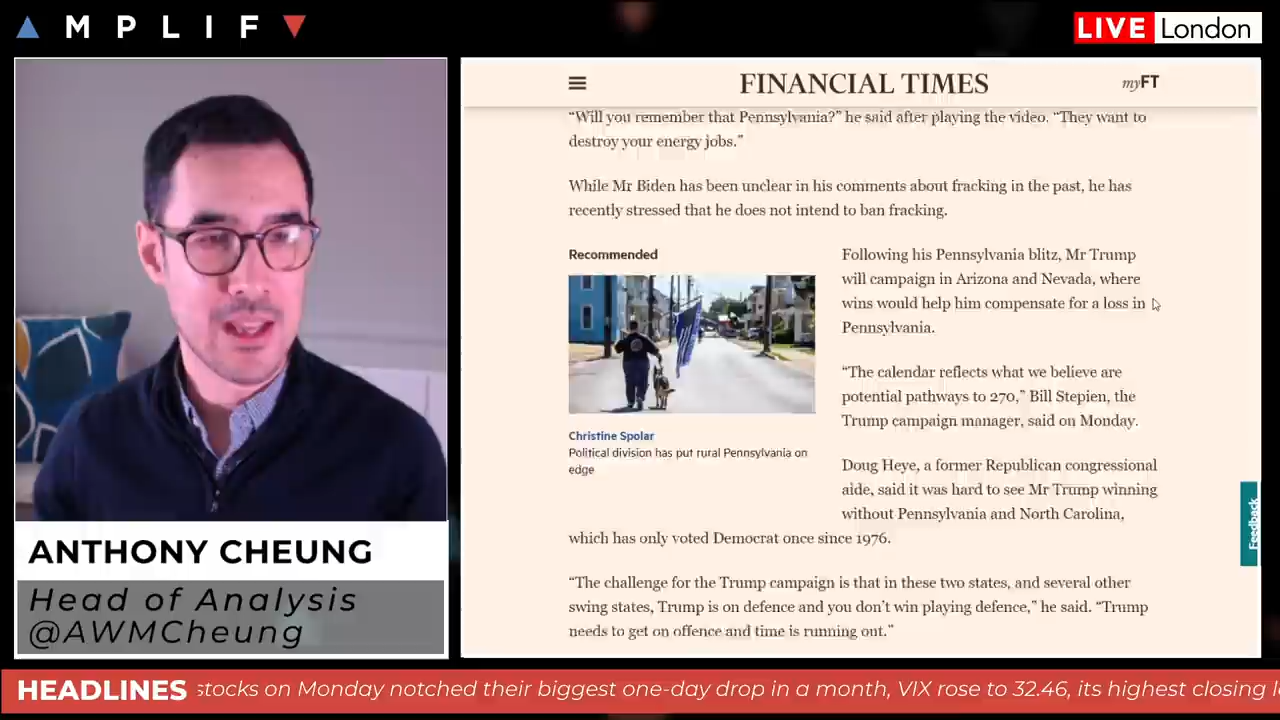 AMPLIFY
LIVE London
FINANCIAL TIMES
myFT
“Will you remember that Pennsylvania?” he said after playing the video. “They want to
destroy your energy jobs.”
While Mr Biden has been unclear in his comments about fracking in the past, he has
recently stressed that he does not intend to ban fracking.
Recommended
Christine Spolar
Political division has put rural Pennsylvania on
edge
Following his Pennsylvania blitz, Mr Trump
will campaign in Arizona and Nevada, where
wins would help him compensate for a loss in
Pennsylvania.
“The calendar reflects what we believe are
potential pathways to 270,” Bill Stepien, the
Trump campaign manager, said on Monday.
Doug Heye, a former Republican congressional
aide, said it was hard to see Mr Trump winning
without Pennsylvania and North Carolina,
which has only voted Democrat once since 1976.
“The challenge for the Trump campaign is that in these two states, and several other
swing states, Trump is on defence and you don’t win playing defence,” he said. “Trump
needs to get on offence and time is running out.”
Feedback
ANTHONY CHEUNG
Head of Analysis
@AWMCheung
HEADLINES stocks on Monday notched their biggest one-day drop in a month, VIX rose to 32.46, its highest closing